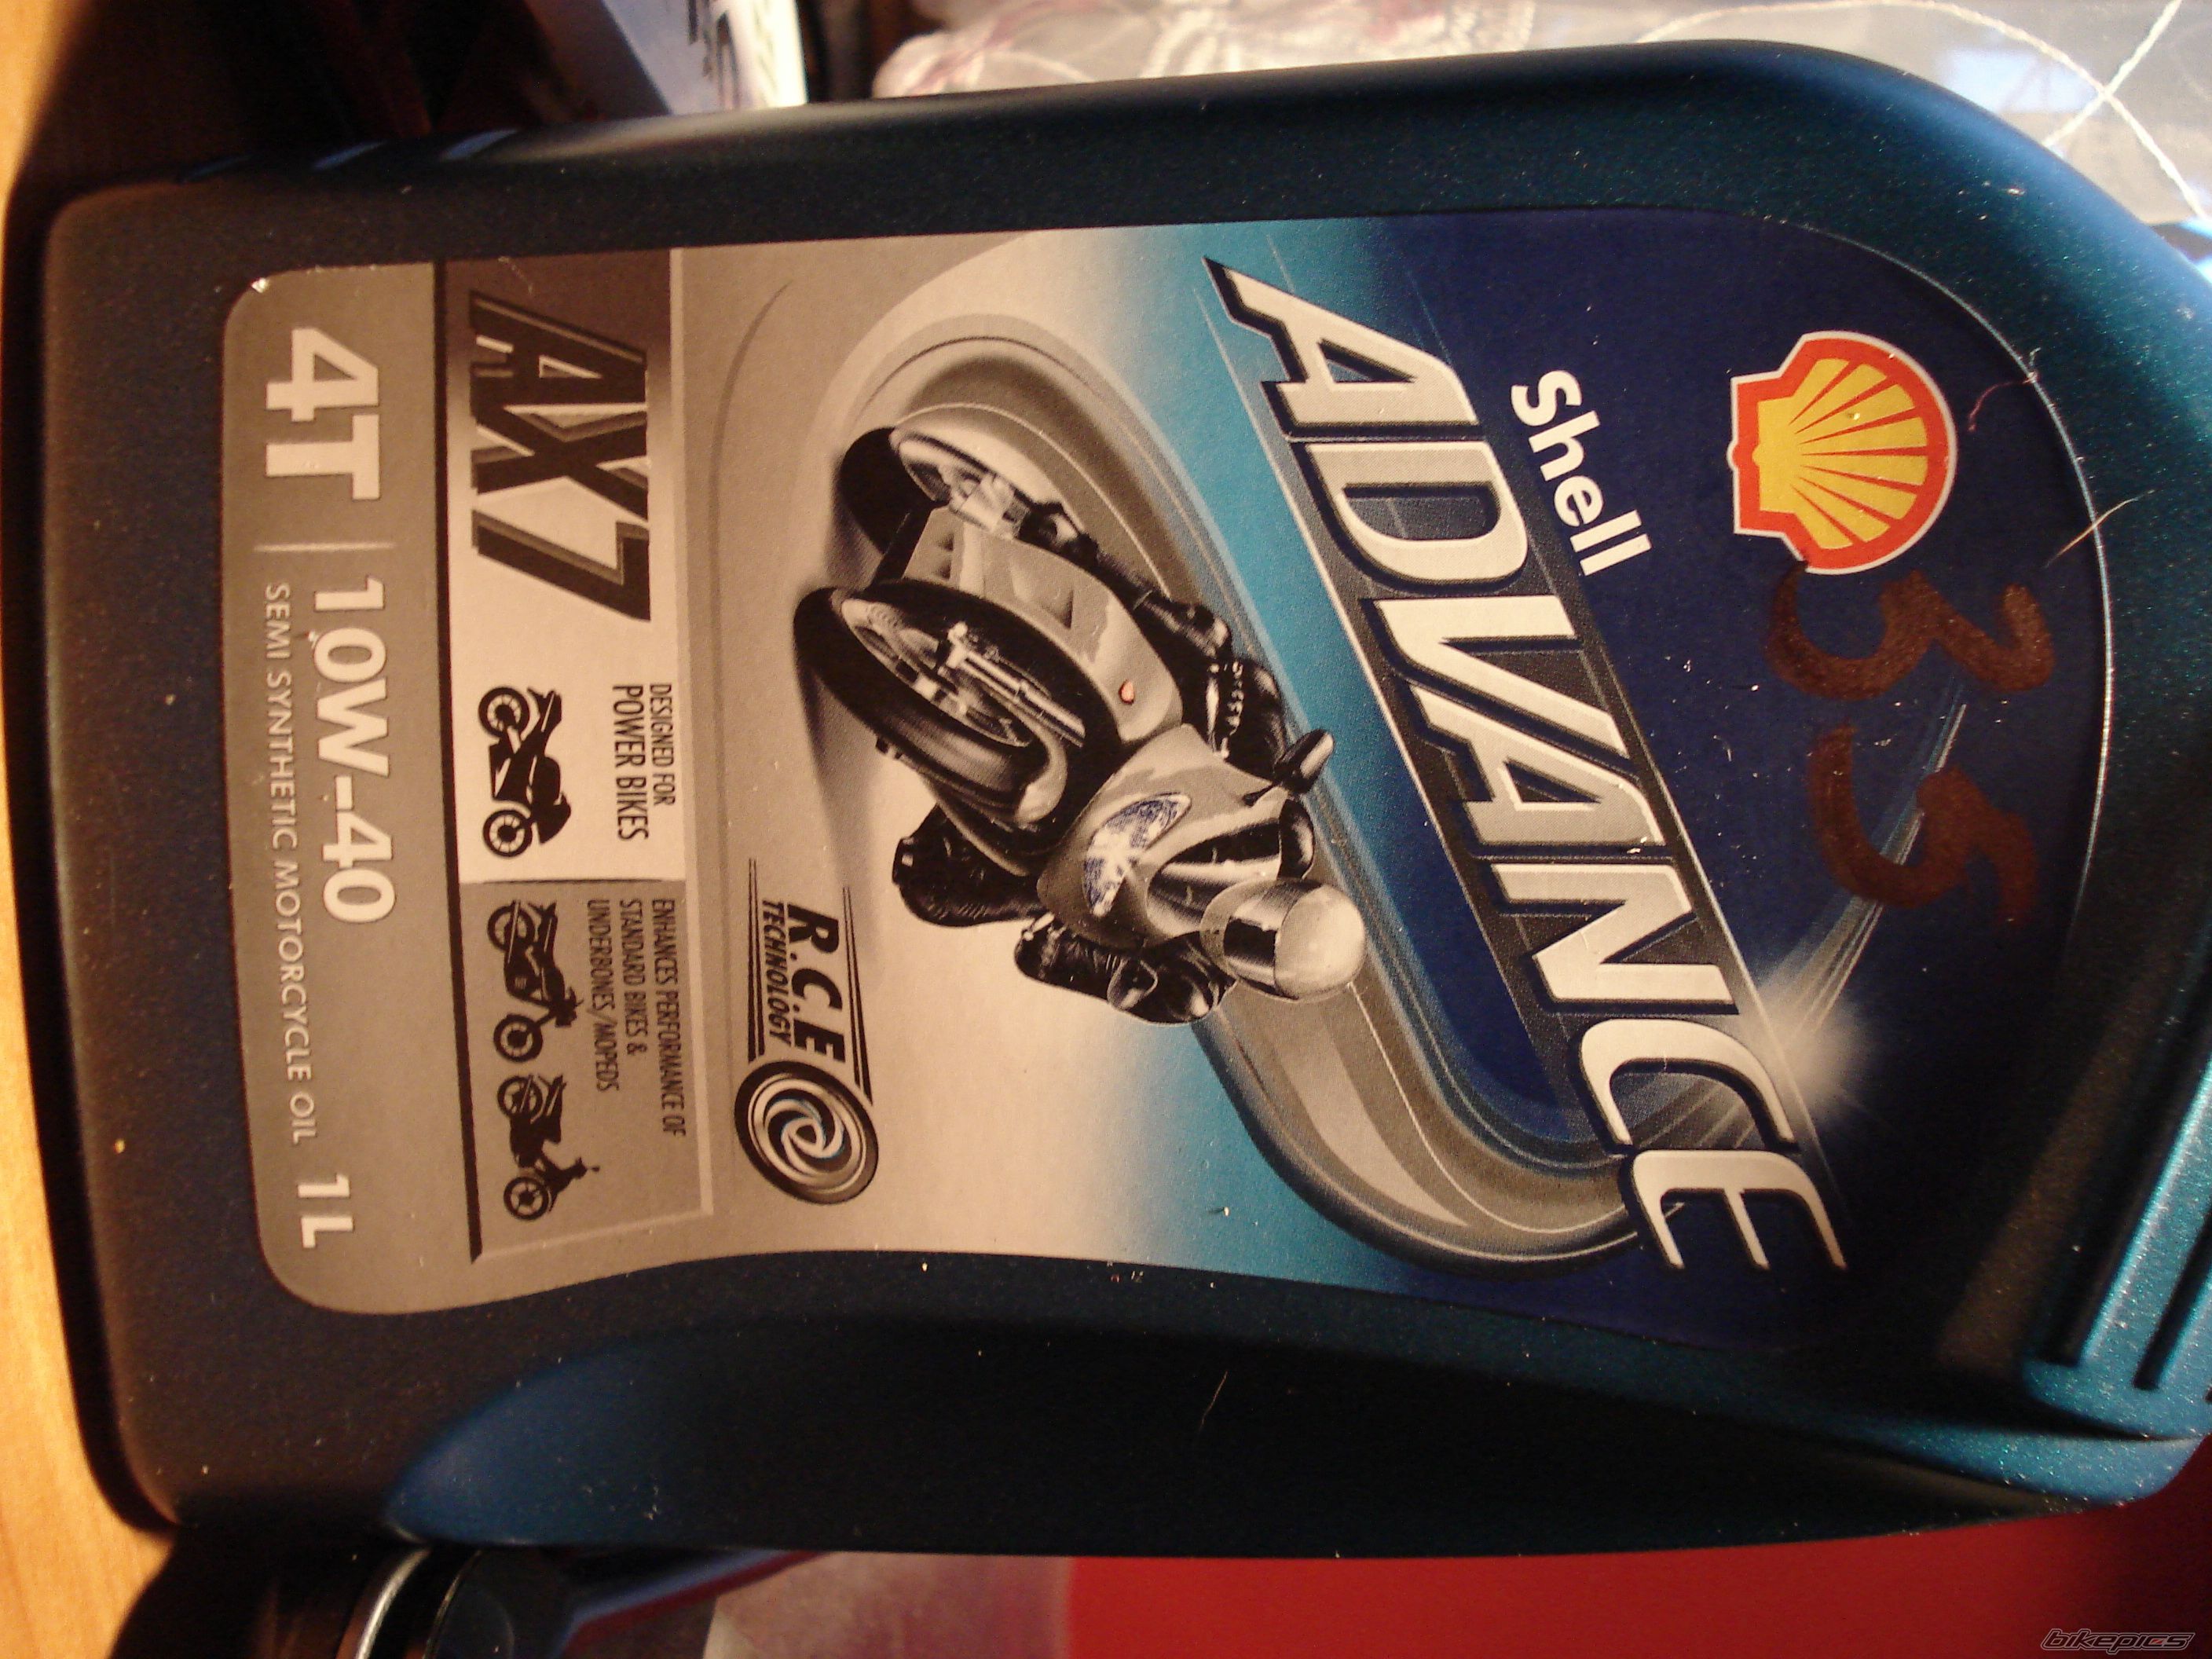 35
Shell
ADVANCE
R.C.E
TECHNOLOGY
AX7
DESIGNED FOR
POWER BIKES
ENHANCES PERFORMANCE OF
STANDARD BIKES &
UNDERBONES/MOPEDS
4T | 10W-40
SEMI SYNTHETIC MOTORCYCLE OIL 1L
bikepics